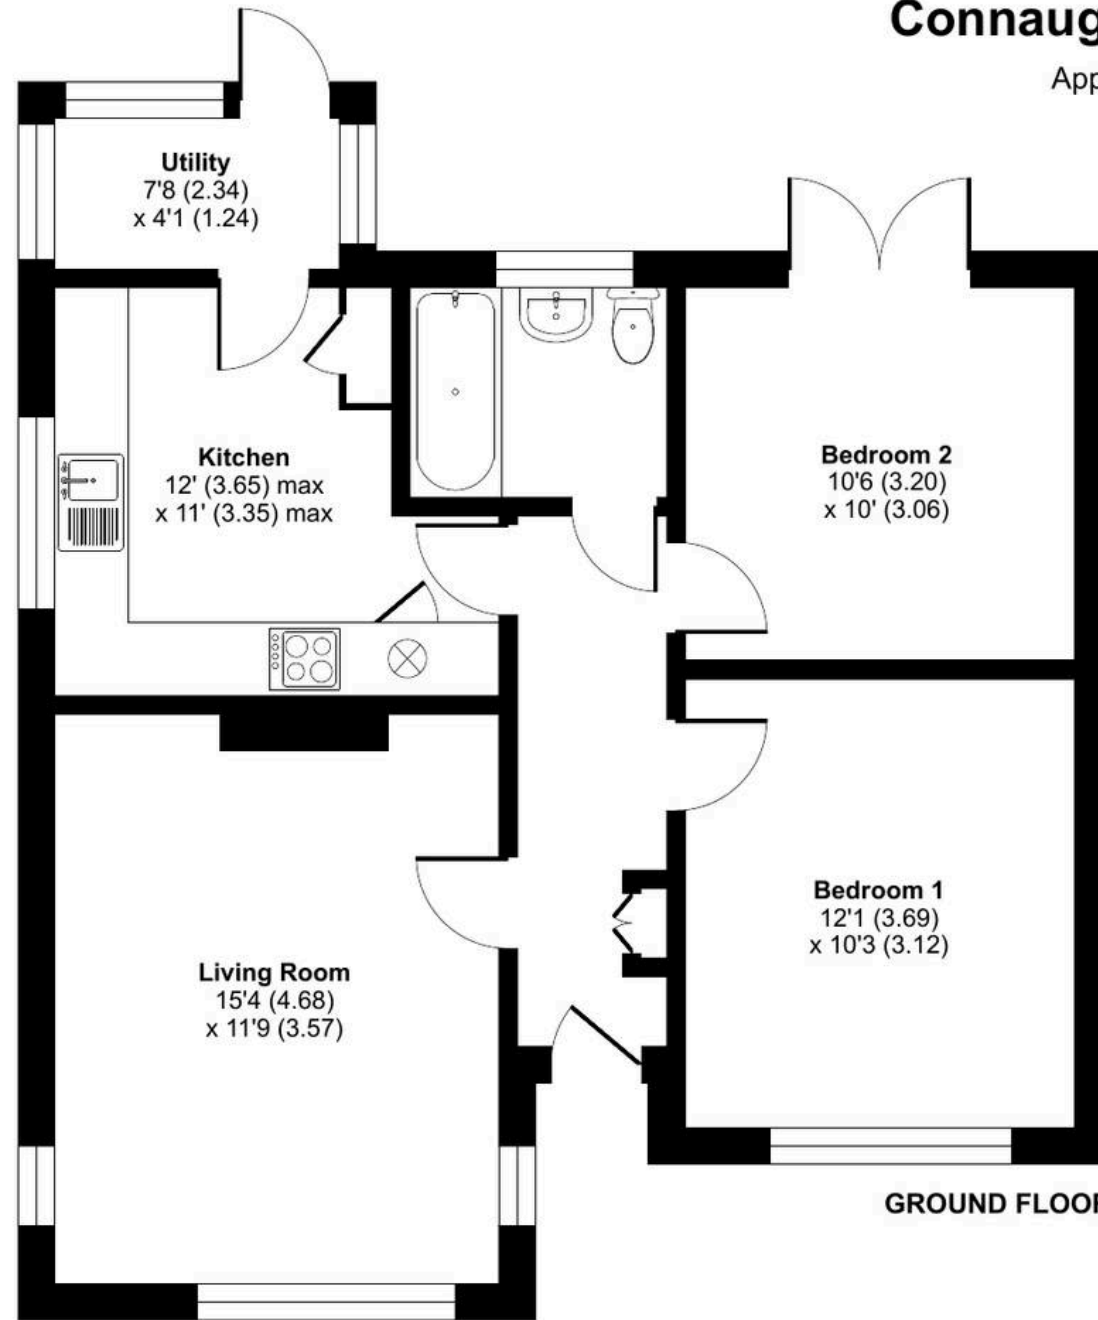 Connaug
App
Utility
7'8 (2.34)
x 4'1 (1.24)
Kitchen
12' (3.65) max
x 11' (3.35) max
Bedroom 2
10'6 (3.20)
x 10' (3.06)
Living Room
15'4 (4.68)
x 11'9 (3.57)
Bedroom 1
12'1 (3.69)
x 10'3 (3.12)
GROUND FLOOR